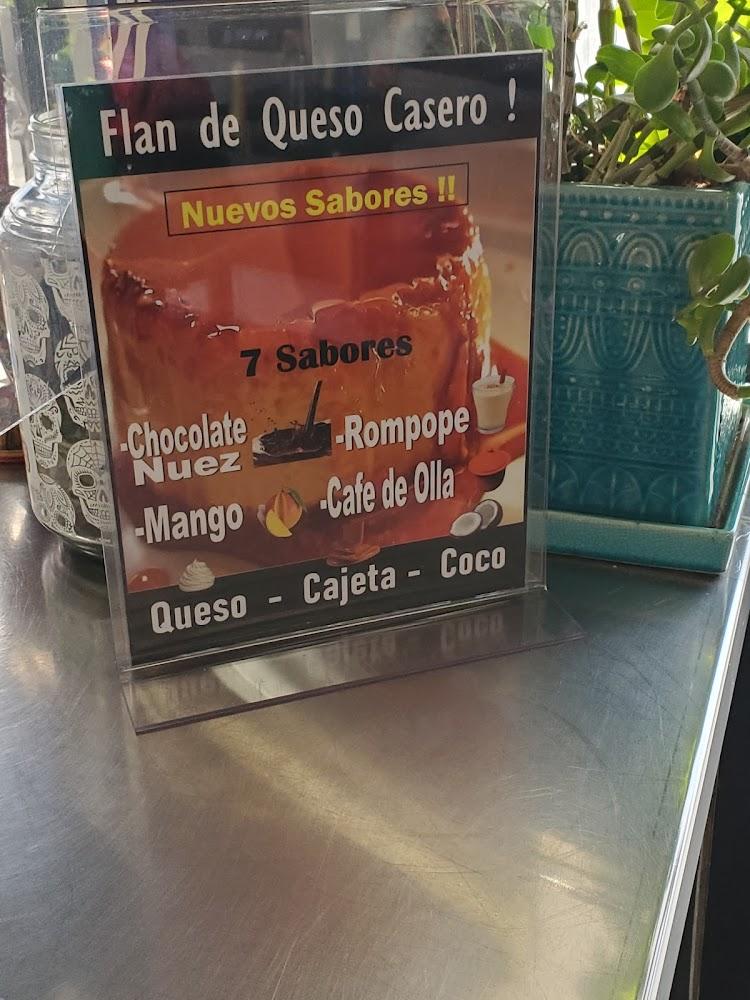 Flan de Queso Casero !
Nuevos Sabores !!
7 Sabores
-Chocolate
Nuez
-Rompope
-Mango
-Cafe de Olla
Queso - Cajeta - Coco